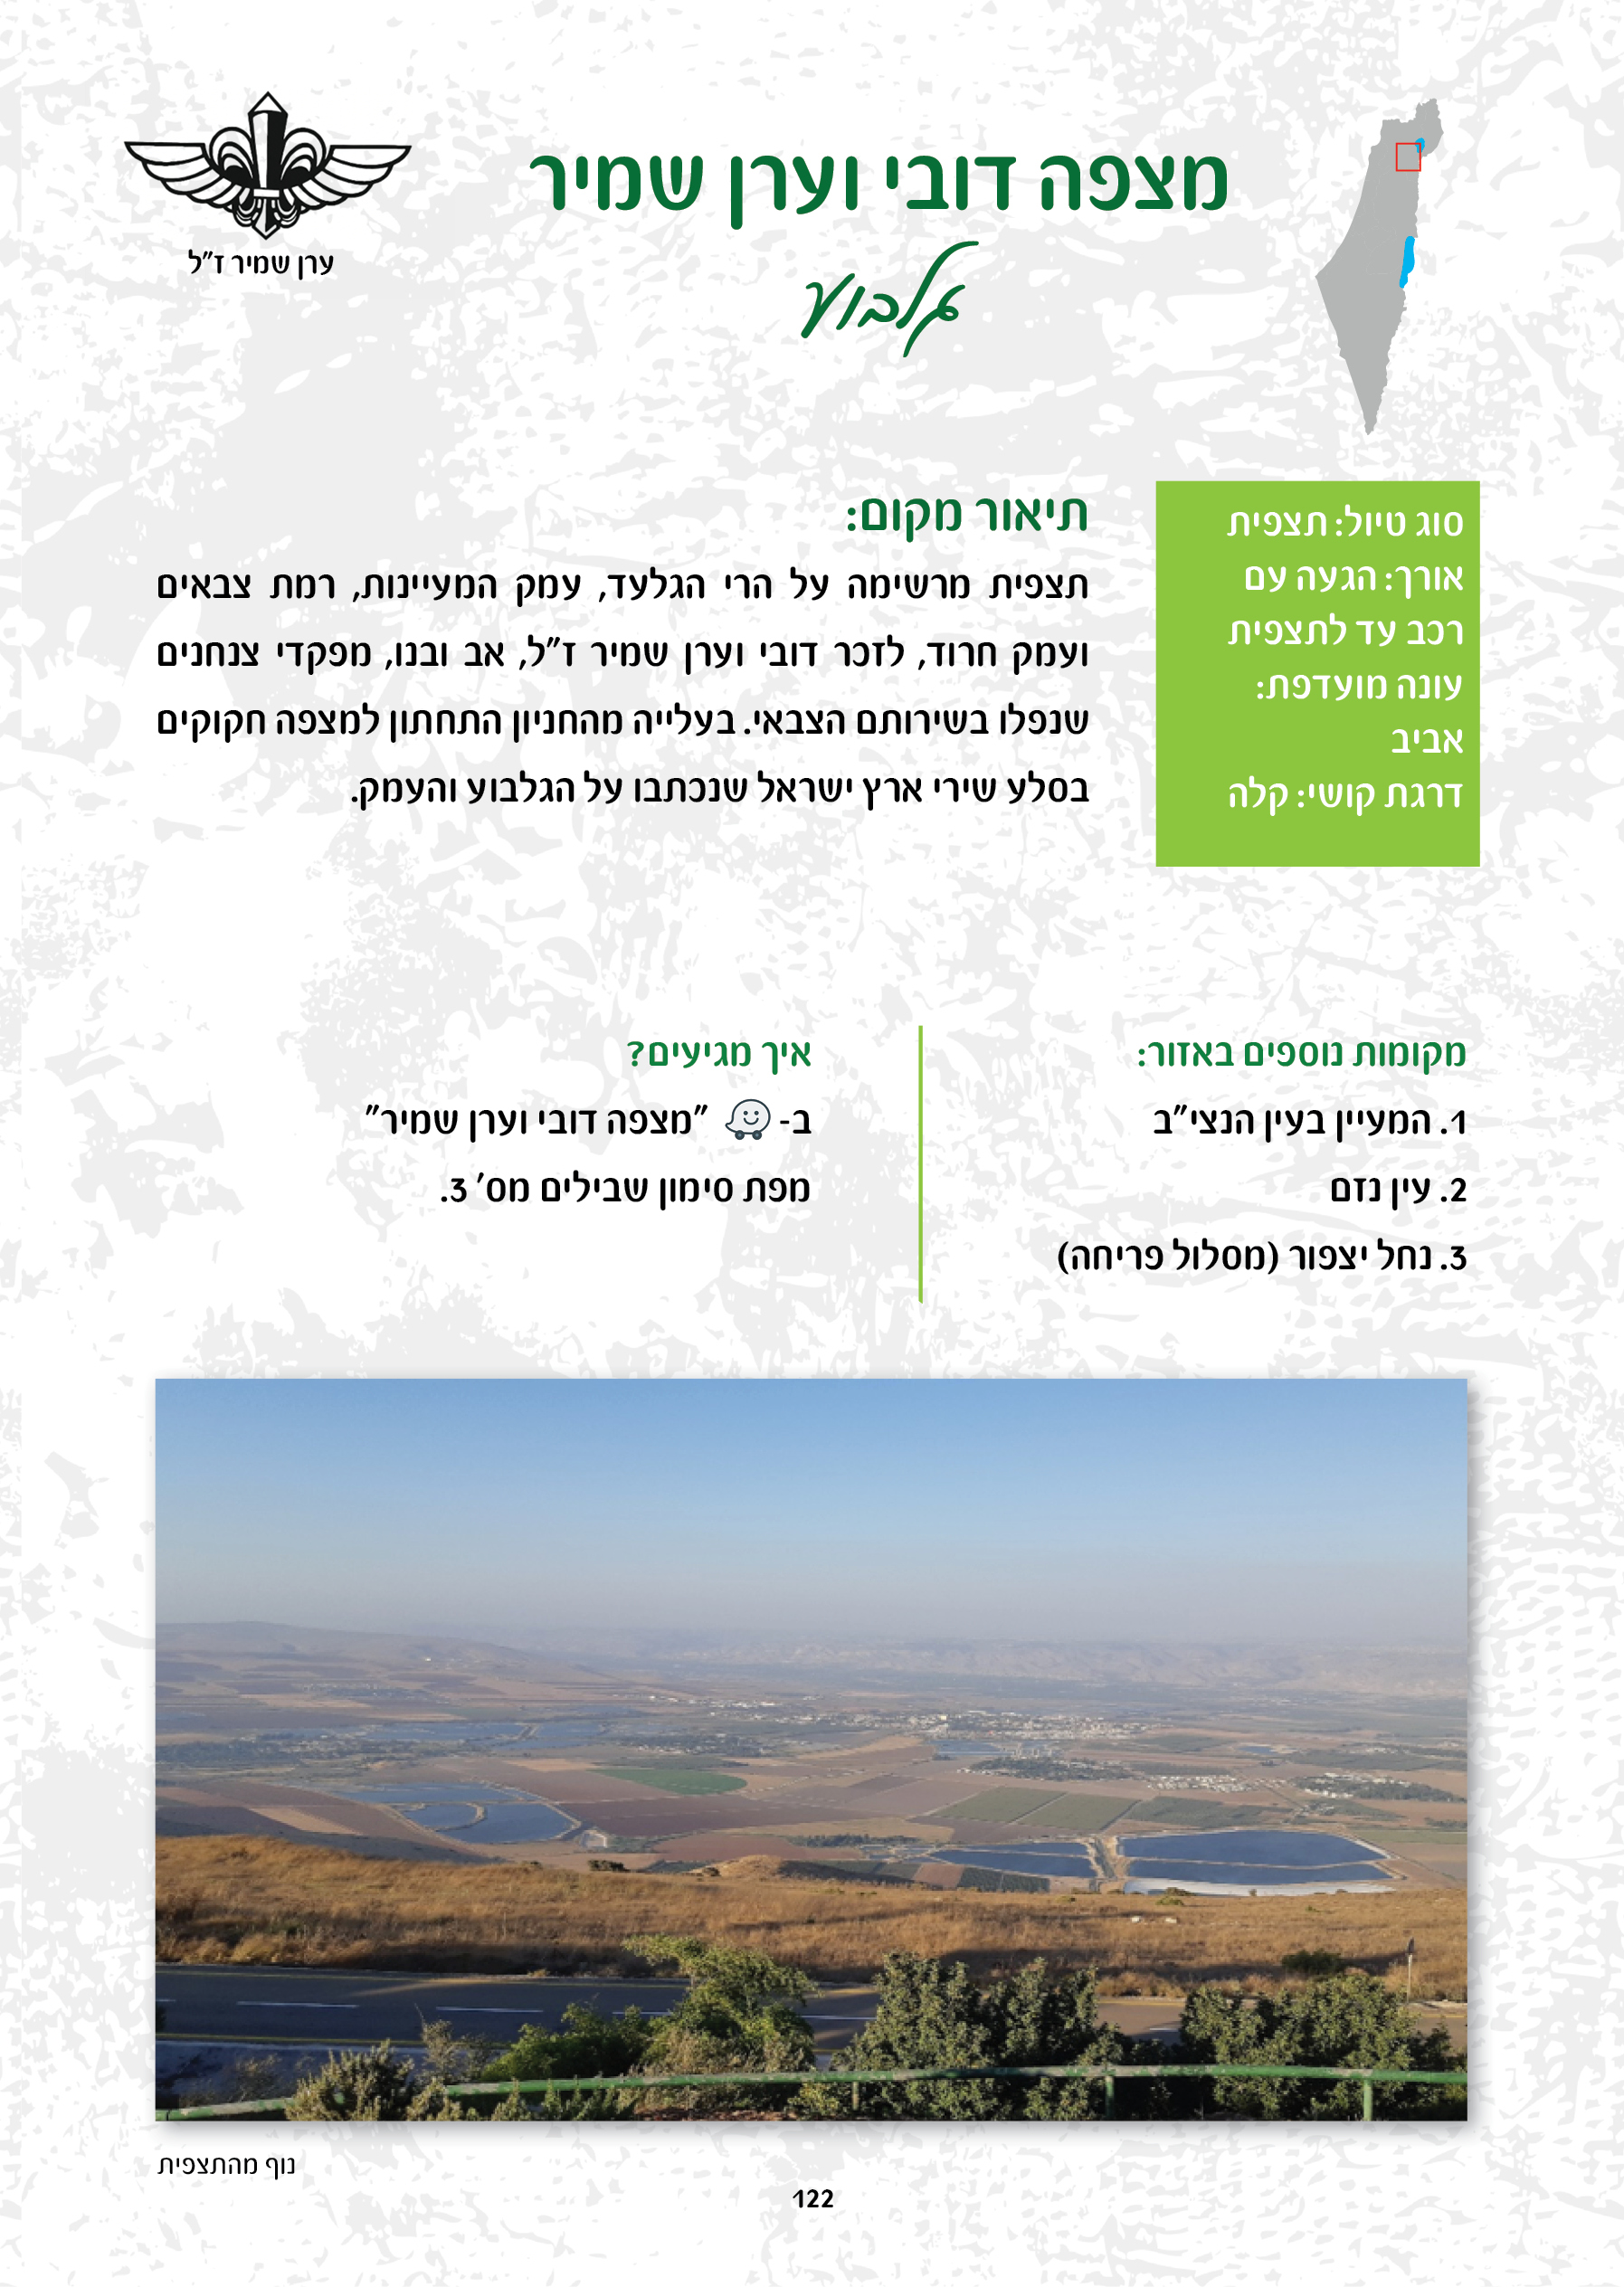 מצפה דובי וערן שמיר
גלבוע
ערן שמיר ז"ל
סוג טיול: תצפית
אורך: הגעה עם
רכב עד לתצפית
עונה מועדפת:
אביב
דרגת קושי: קלה
תיאור מקום:
תצפית מרשימה על הרי הגלעד, עמק המעיינות, רמת צבאים
ועמק חרוד, לזכר דובי וערן שמיר ז"ל, אב ובנו, מפקדי צנחנים
שנפלו בשירותם הצבאי. בעלייה מהחניון התחתון למצפה חקוקים
בסלע שירי ארץ ישראל שנכתבו על הגלבוע והעמק.
מקומות נוספים באזור:
1. המעיין בעין הנצי"ב
2. עין נזם
3. נחל יצפור (מסלול פריחה)
איך מגיעים?
ב- "מצפה דובי וערן שמיר"
מפת סימון שבילים מס' 3.
נוף מהתצפית
122